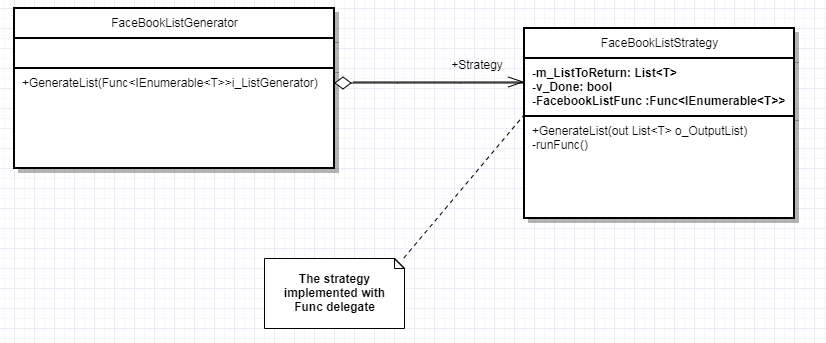 FaceBookListGenerator
+GenerateList(Func<IEnumerable<T>>i_ListGenerator)
+Strategy
FaceBookListStrategy
-m_ListToReturn: List<T>
-v_Done: bool
-FacebookListFunc :Func<IEnumerable<T>>
+GenerateList(out List<T> o_OutputList)
-runFunc()
The strategy
implemented with
Func delegate